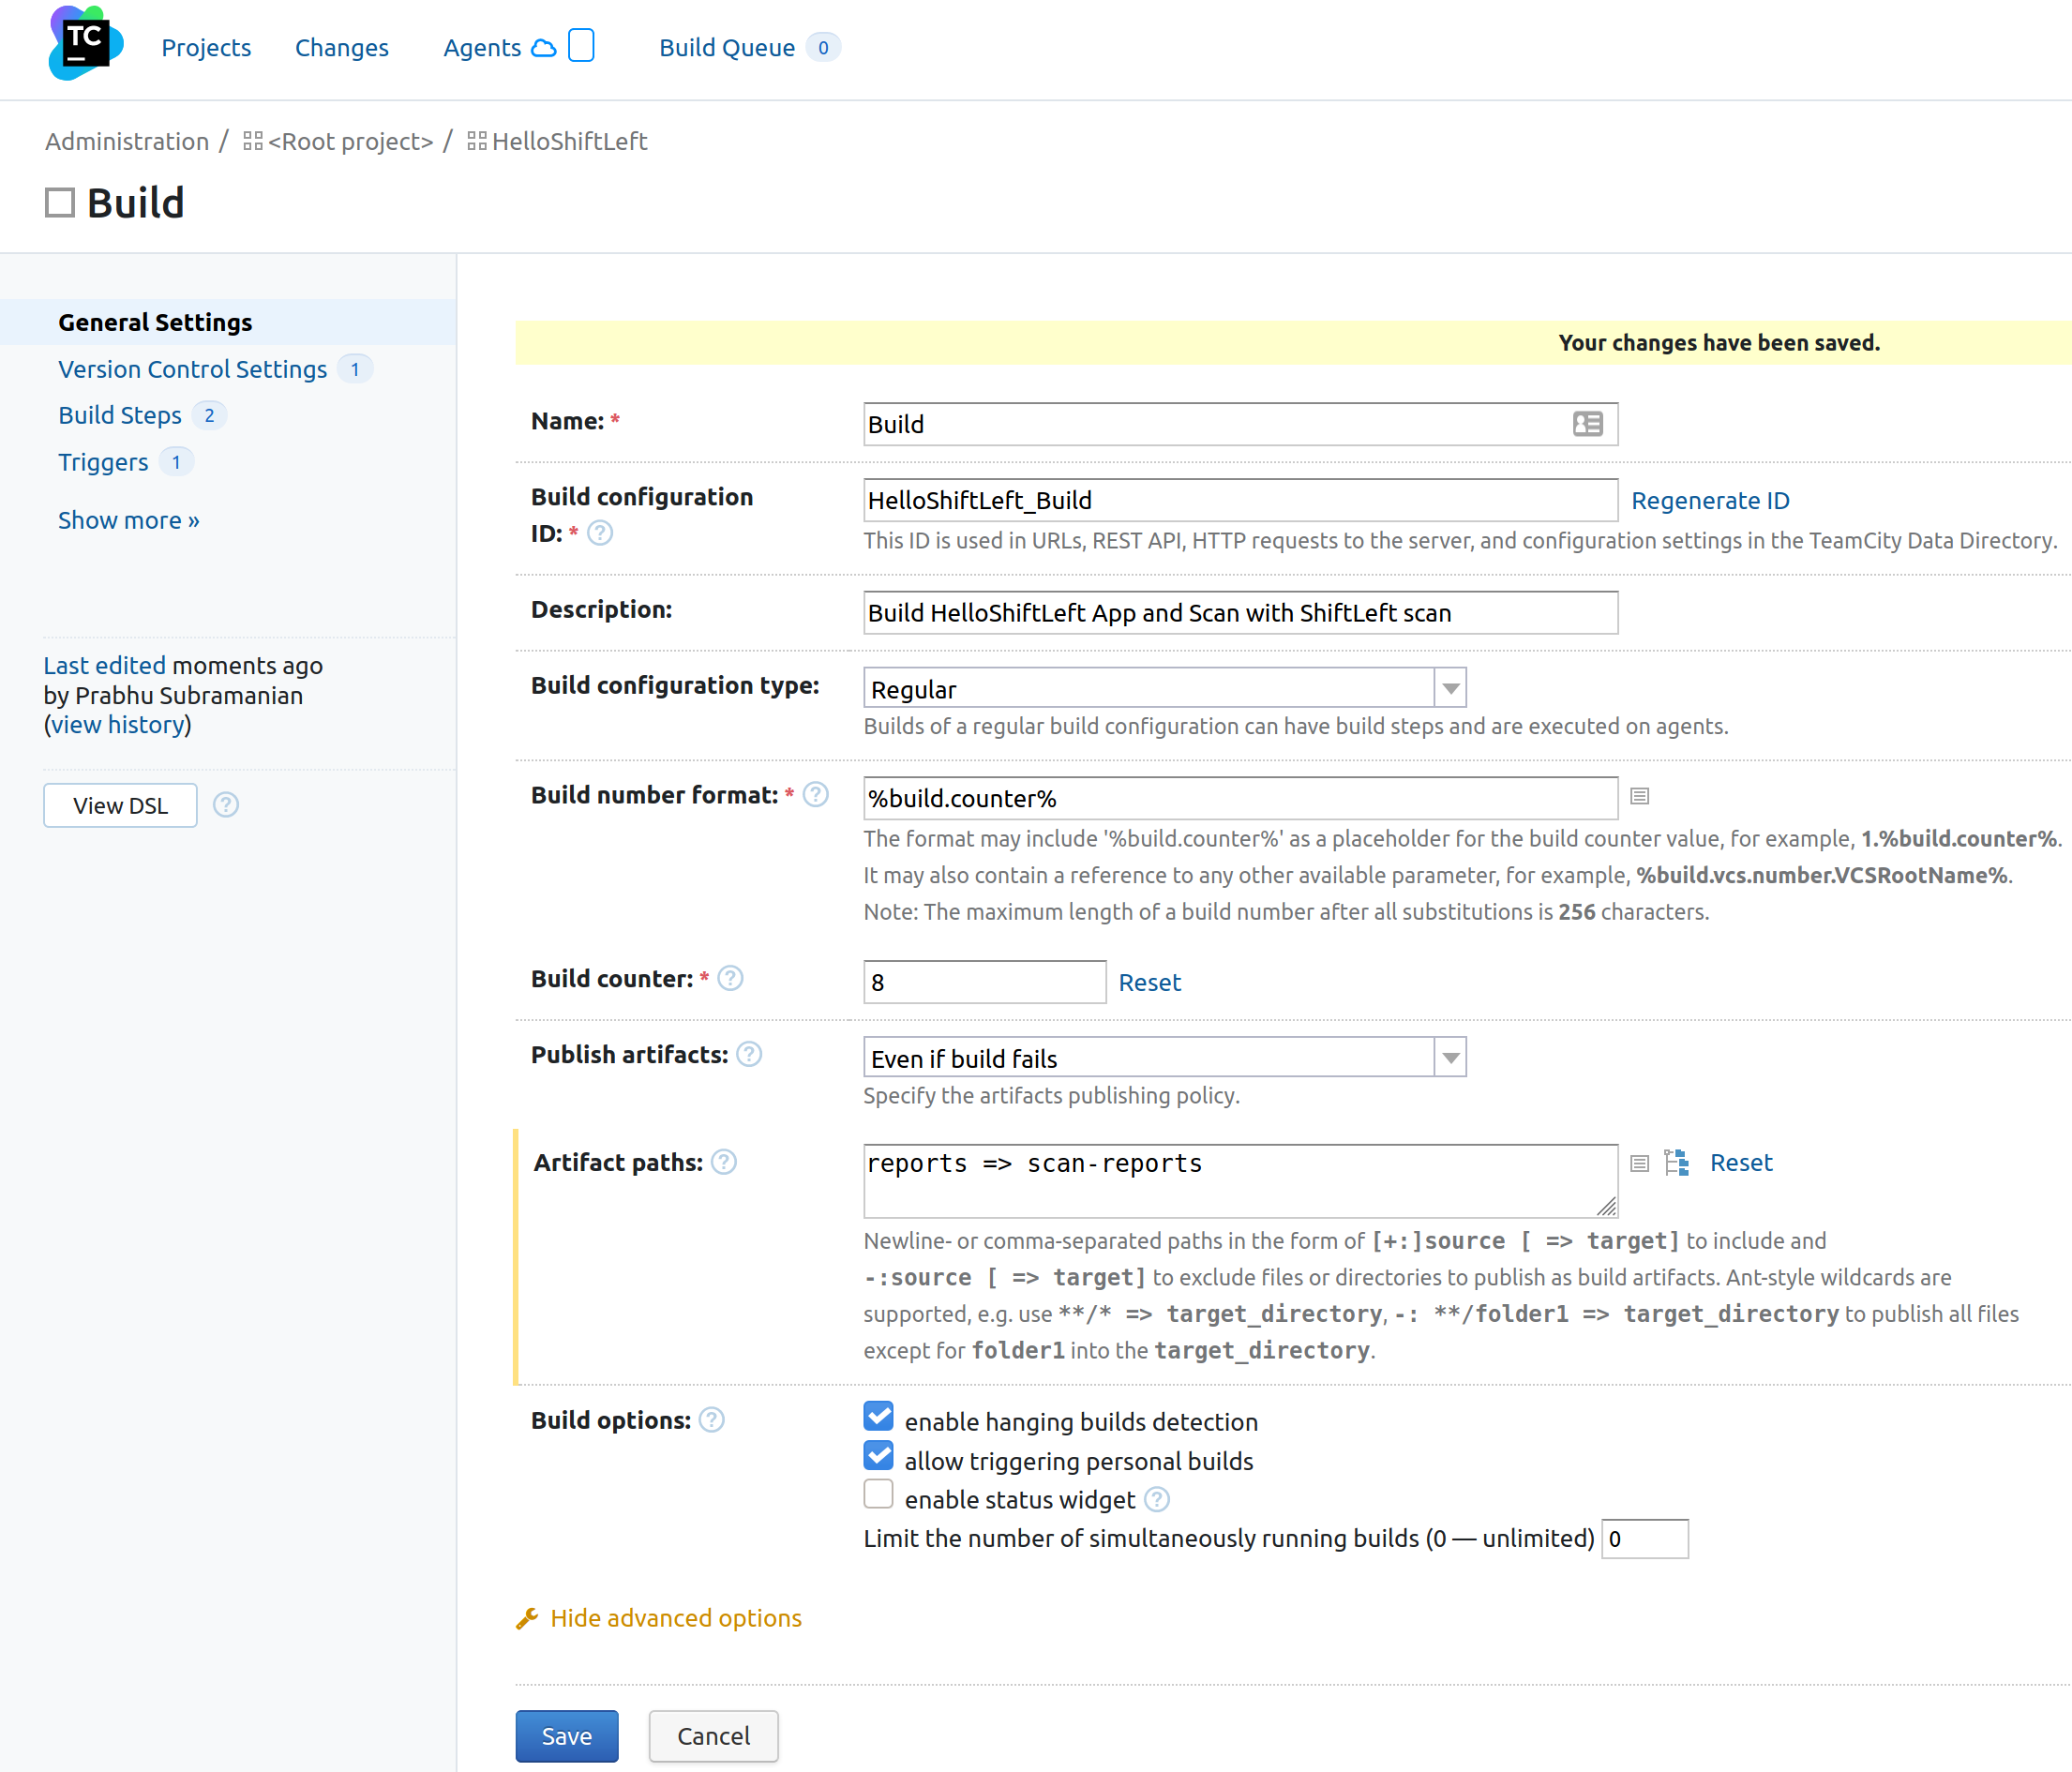 TC
Projects Changes Agents Build Queue 0
Administration / <Root project> / HelloShiftLeft
Build
General Settings
Version Control Settings 1
Build Steps 2
Triggers 1
Show more »
Last edited moments ago
by Prabhu Subramanian
(view history)
View DSL ?
Your changes have been saved.
Name: * Build
Build configuration
ID: * ? HelloShiftLeft_Build Regenerate ID
This ID is used in URLs, REST API, HTTP requests to the server, and configuration settings in the TeamCity Data Directory.
Description: Build HelloShiftLeft App and Scan with ShiftLeft scan
Build configuration type: Regular
Builds of a regular build configuration can have build steps and are executed on agents.
Build number format: * ? %build.counter%
The format may include '%build.counter%' as a placeholder for the build counter value, for example, 1.%build.counter%.
It may also contain a reference to any other available parameter, for example, %build.vcs.number.VCSRootName%.
Note: The maximum length of a build number after all substitutions is 256 characters.
Build counter: * ? 8 Reset
Publish artifacts: ? Even if build fails
Specify the artifacts publishing policy.
Artifact paths: ? reports => scan-reports Reset
Newline- or comma-separated paths in the form of [+:]source [ => target] to include and
-:source [ => target] to exclude files or directories to publish as build artifacts. Ant-style wildcards are
supported, e.g. use **/* => target_directory, -: **/folder1 => target_directory to publish all files
except for folder1 into the target_directory.
Build options: ? enable hanging builds detection
allow triggering personal builds
enable status widget ?
Limit the number of simultaneously running builds (0 — unlimited) 0
Hide advanced options
Save Cancel